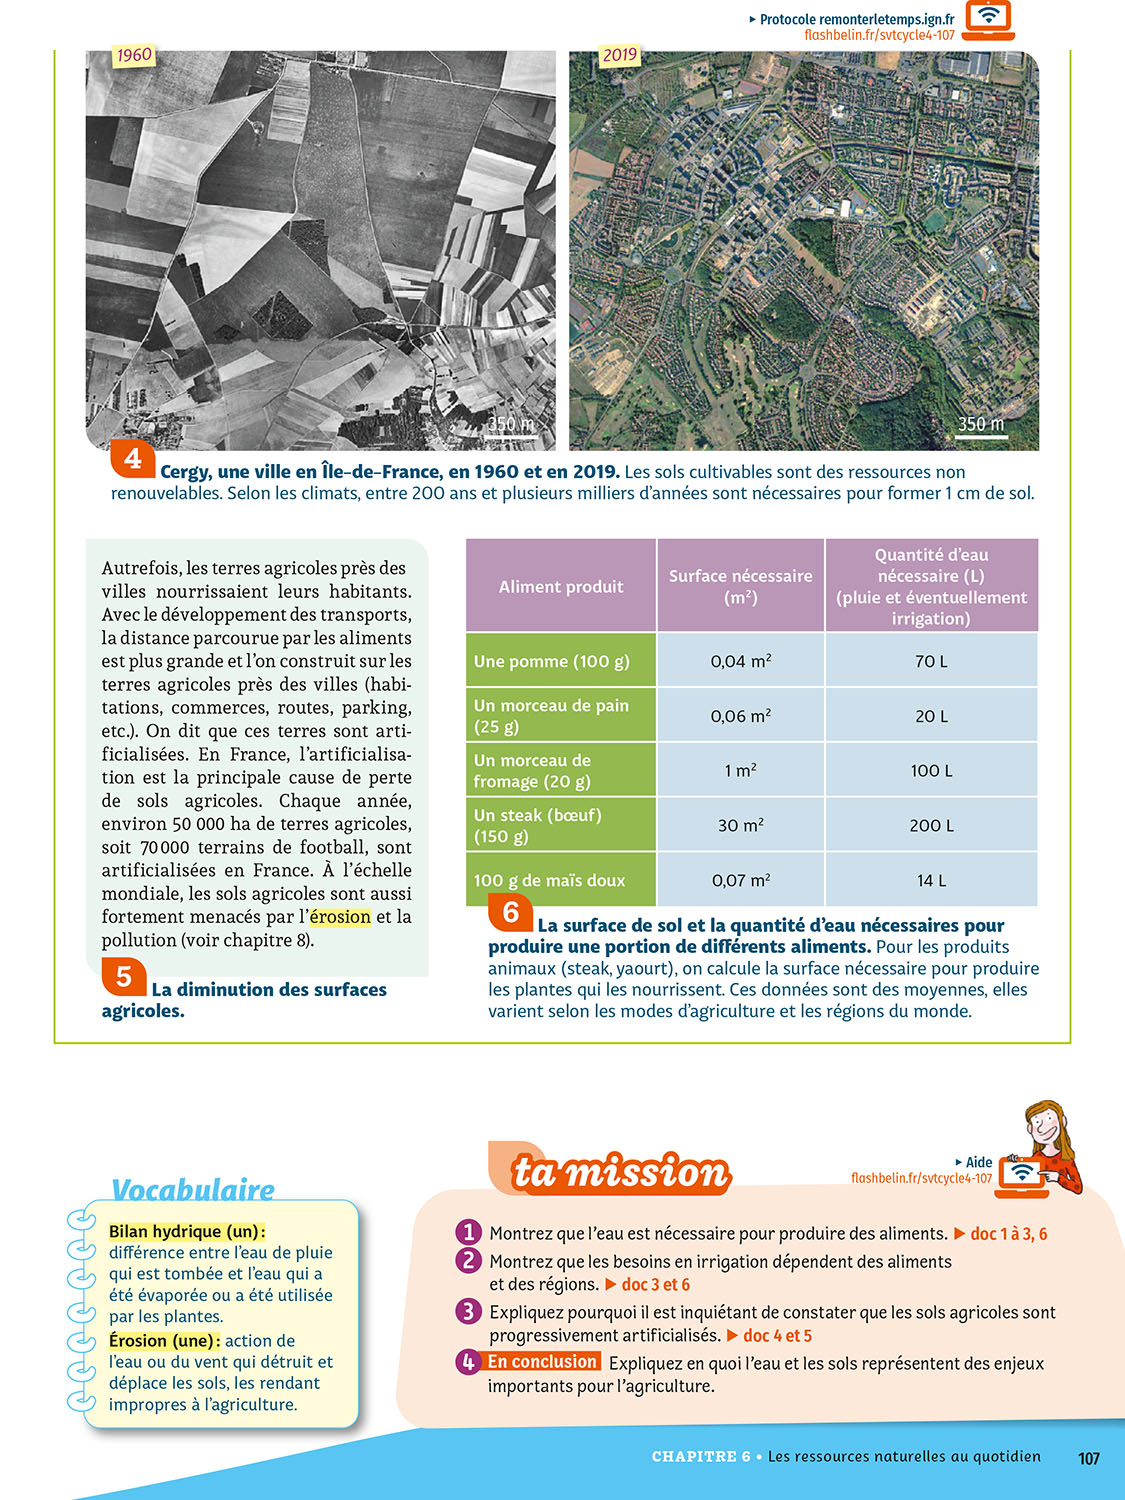 ▸ Protocole remonterletemps.ign.fr
flashbelin.fr/svtcycle4-107
1960
2019
350 m
350 m
4 Cergy, une ville en Île-de-France, en 1960 et en 2019. Les sols cultivables sont des ressources non
renouvelables. Selon les climats, entre 200 ans et plusieurs milliers d'années sont nécessaires pour former 1 cm de sol.
Autrefois, les terres agricoles près des
villes nourrissaient leurs habitants.
Avec le développement des transports,
la distance parcourue par les aliments
est plus grande et l'on construit sur les
terres agricoles près des villes (habi-
tations, commerces, routes, parking,
etc.). On dit que ces terres sont arti-
ficialisées. En France, l'artificialisa-
tion est la principale cause de perte
de sols agricoles. Chaque année,
environ 50 000 ha de terres agricoles,
soit 70 000 terrains de football, sont
artificialisées en France. À l'échelle
mondiale, les sols agricoles sont aussi
fortement menacés par l'érosion et la
pollution (voir chapitre 8).
5 La diminution des surfaces
agricoles.
Aliment produit
Surface nécessaire
(m²)
Quantité d'eau
nécessaire (L)
(pluie et éventuellement
irrigation)
Une pomme (100 g)
0,04 m²
70 L
Un morceau de pain
(25 g)
0,06 m²
20 L
Un morceau de
fromage (20 g)
1 m²
100 L
Un steak (bœuf)
(150 g)
30 m²
200 L
100 g de maïs doux
0,07 m²
14 L
6 La surface de sol et la quantité d'eau nécessaires pour
produire une portion de différents aliments. Pour les produits
animaux (steak, yaourt), on calcule la surface nécessaire pour produire
les plantes qui les nourrissent. Ces données sont des moyennes, elles
varient selon les modes d'agriculture et les régions du monde.
Vocabulaire
Bilan hydrique (un) :
différence entre l'eau de pluie
qui est tombée et l'eau qui a
été évaporée ou a été utilisée
par les plantes.
Érosion (une) : action de
l'eau ou du vent qui détruit et
déplace les sols, les rendant
impropres à l'agriculture.
ta mission
▸ Aide
flashbelin.fr/svtcycle4-107
1 Montrez que l'eau est nécessaire pour produire des aliments. ▶ doc 1 à 3, 6
2 Montrez que les besoins en irrigation dépendent des aliments
et des régions. ▶ doc 3 et 6
3 Expliquez pourquoi il est inquiétant de constater que les sols agricoles sont
progressivement artificialisés. ▶ doc 4 et 5
4 En conclusion Expliquez en quoi l'eau et les sols représentent des enjeux
importants pour l'agriculture.
CHAPITRE 6 • Les ressources naturelles au quotidien 107